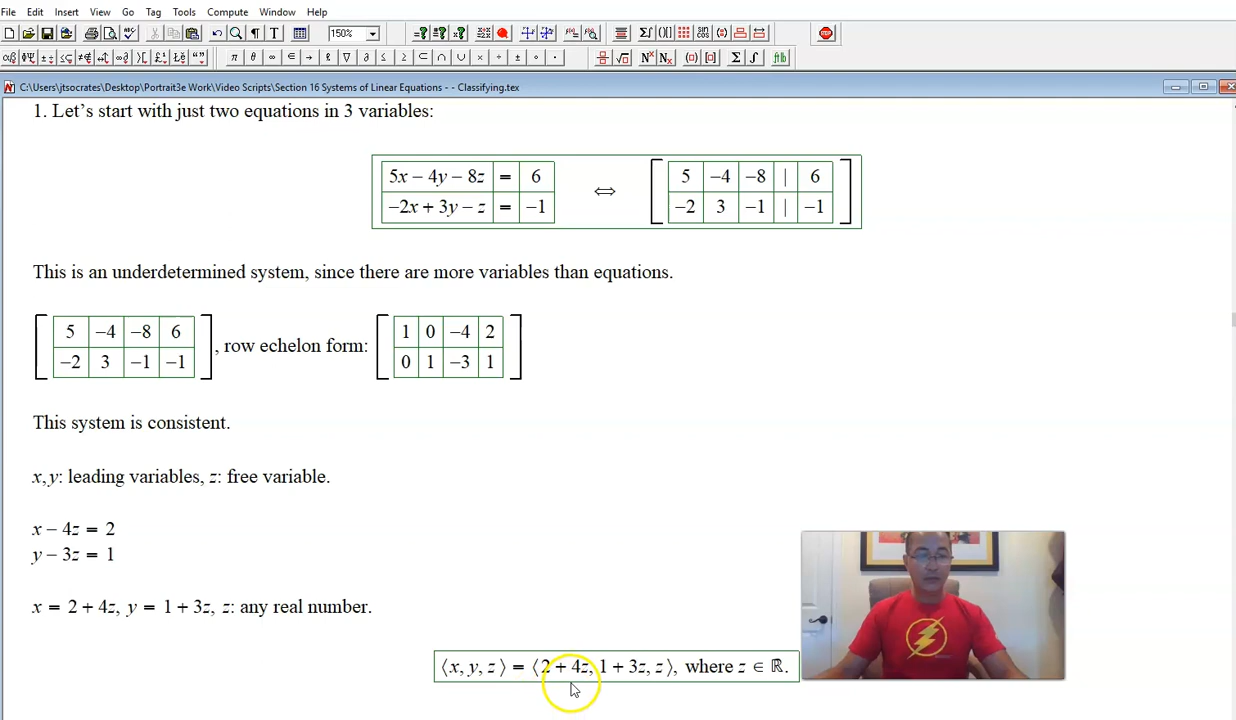 File Edit Insert View Go Tag Tools Compute Window Help
150%
C:\Users\jtsocrates\Desktop\Portrait3e Work\Video Scripts\Section 16 Systems of Linear Equations - - Classifying.tex
1. Let's start with just two equations in 3 variables:
5x − 4y − 8z = 6 ⇔ 5 −4 −8 | 6
−2x + 3y − z = −1 −2 3 −1 | −1
This is an underdetermined system, since there are more variables than equations.
5 −4 −8 6
−2 3 −1 −1
, row echelon form:
1 0 −4 2
0 1 −3 1
This system is consistent.
x, y: leading variables, z: free variable.
x − 4z = 2
y − 3z = 1
x = 2 + 4z, y = 1 + 3z, z: any real number.
⟨x, y, z⟩ = ⟨2 + 4z, 1 + 3z, z⟩, where z ∈ ℝ.